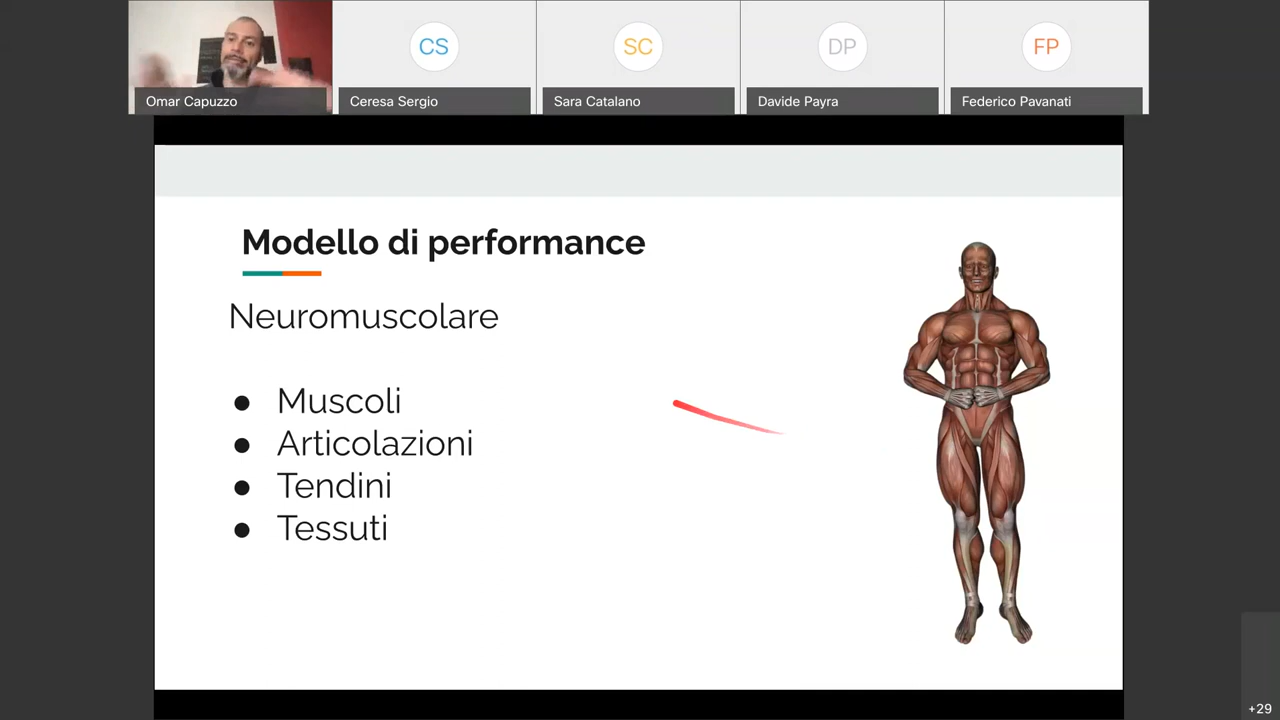 CS
SC
DP
FP
Omar Capuzzo
Ceresa Sergio
Sara Catalano
Davide Payra
Federico Pavanati
Modello di performance
Neuromuscolare
● Muscoli
● Articolazioni
● Tendini
● Tessuti
+29